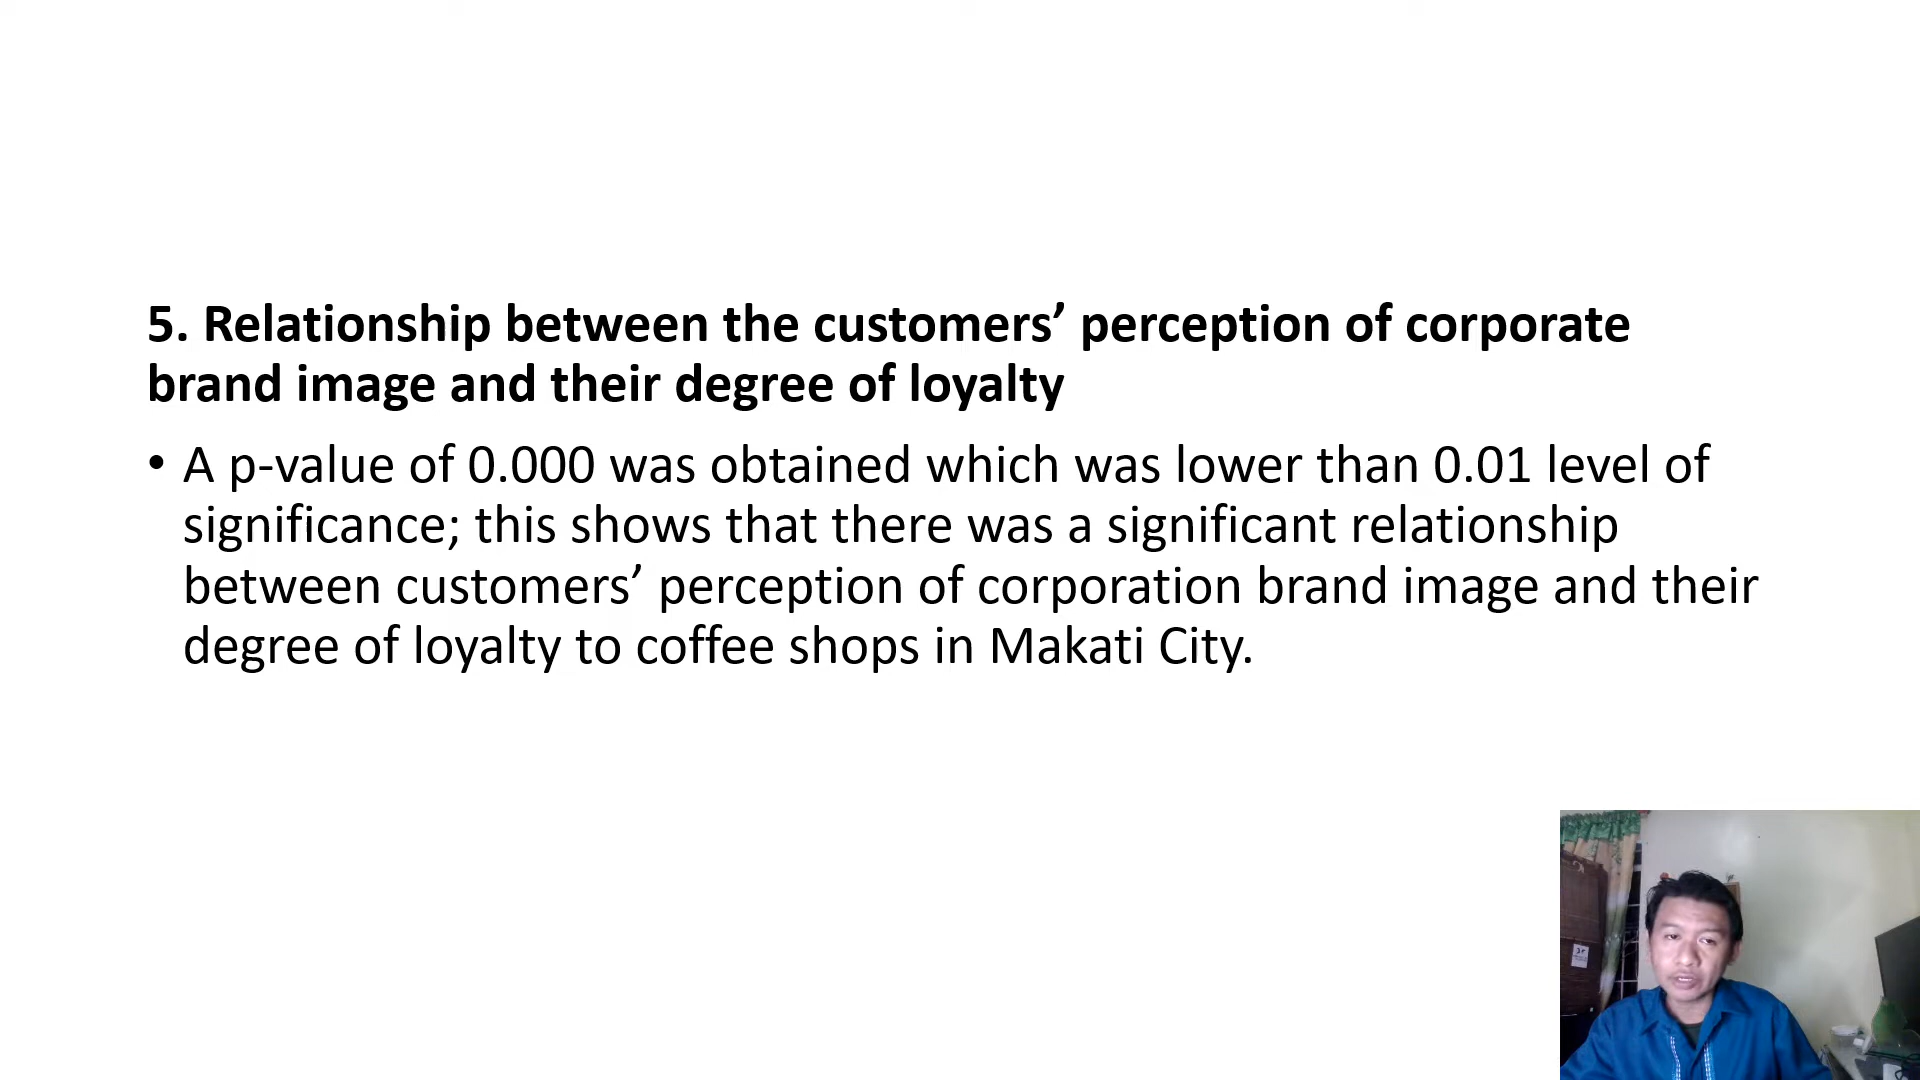 5. Relationship between the customers’ perception of corporate
brand image and their degree of loyalty
• A p-value of 0.000 was obtained which was lower than 0.01 level of
significance; this shows that there was a significant relationship
between customers’ perception of corporation brand image and their
degree of loyalty to coffee shops in Makati City.